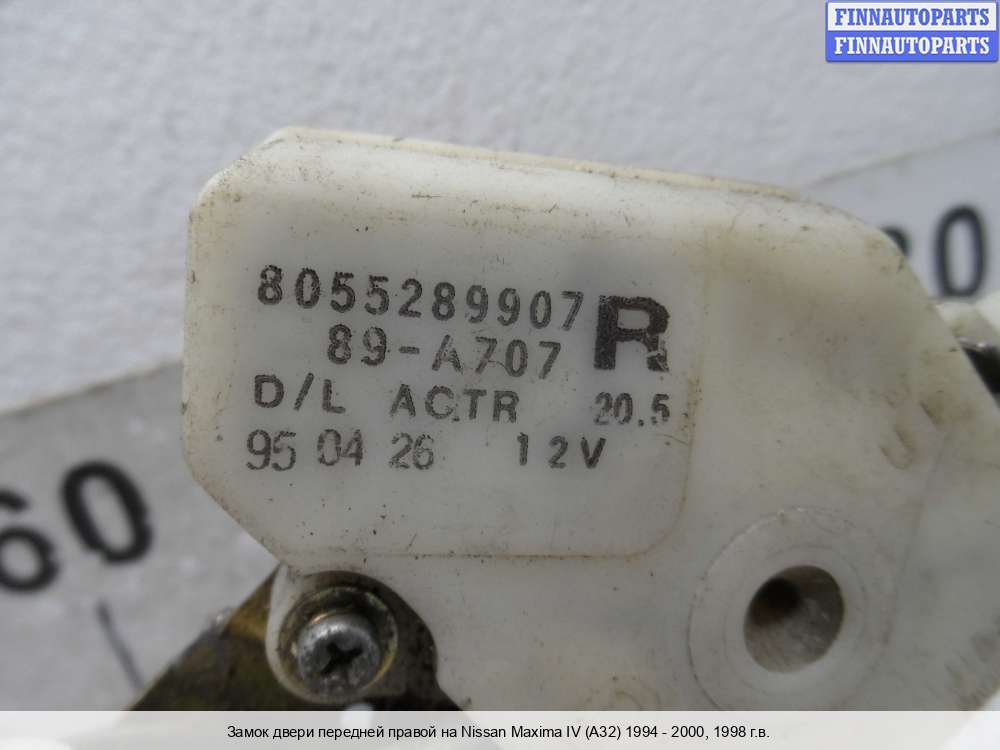 FINNAUTOPARTS
FINNAUTOPARTS
8055289907 R
89-A707
D/L ACTR 20.5
95 04 26 12V
60
Замок двери передней правой на Nissan Maxima IV (A32) 1994 - 2000, 1998 г.в.